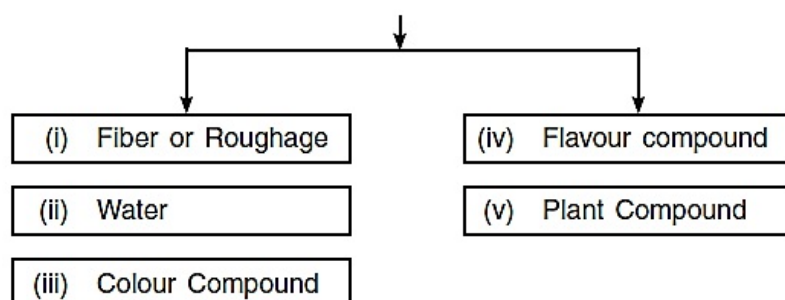 (i) Fiber or Roughage
(ii) Water
(iii) Colour Compound
(iv) Flavour compound
(v) Plant Compound